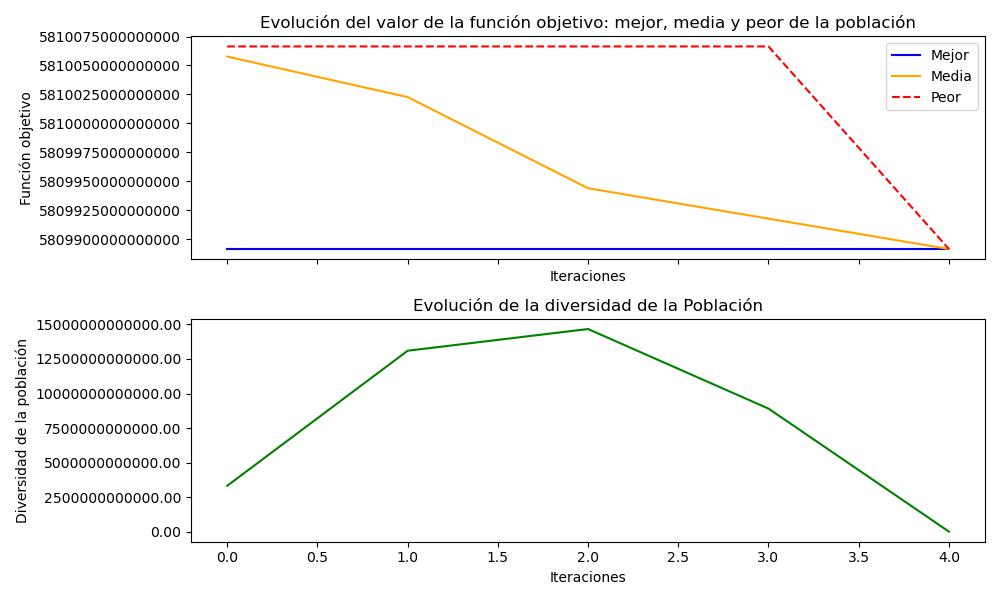 Evolución del valor de la función objetivo: mejor, media y peor de la población
5810075000000000
5810050000000000
5810025000000000
5810000000000000
5809975000000000
5809950000000000
5809925000000000
5809900000000000
Función objetivo
Mejor
Media
Peor
Iteraciones
Evolución de la diversidad de la Población
15000000000000.00
12500000000000.00
10000000000000.00
7500000000000.00
5000000000000.00
2500000000000.00
0.00
Diversidad de la población
0.0 0.5 1.0 1.5 2.0 2.5 3.0 3.5 4.0
Iteraciones